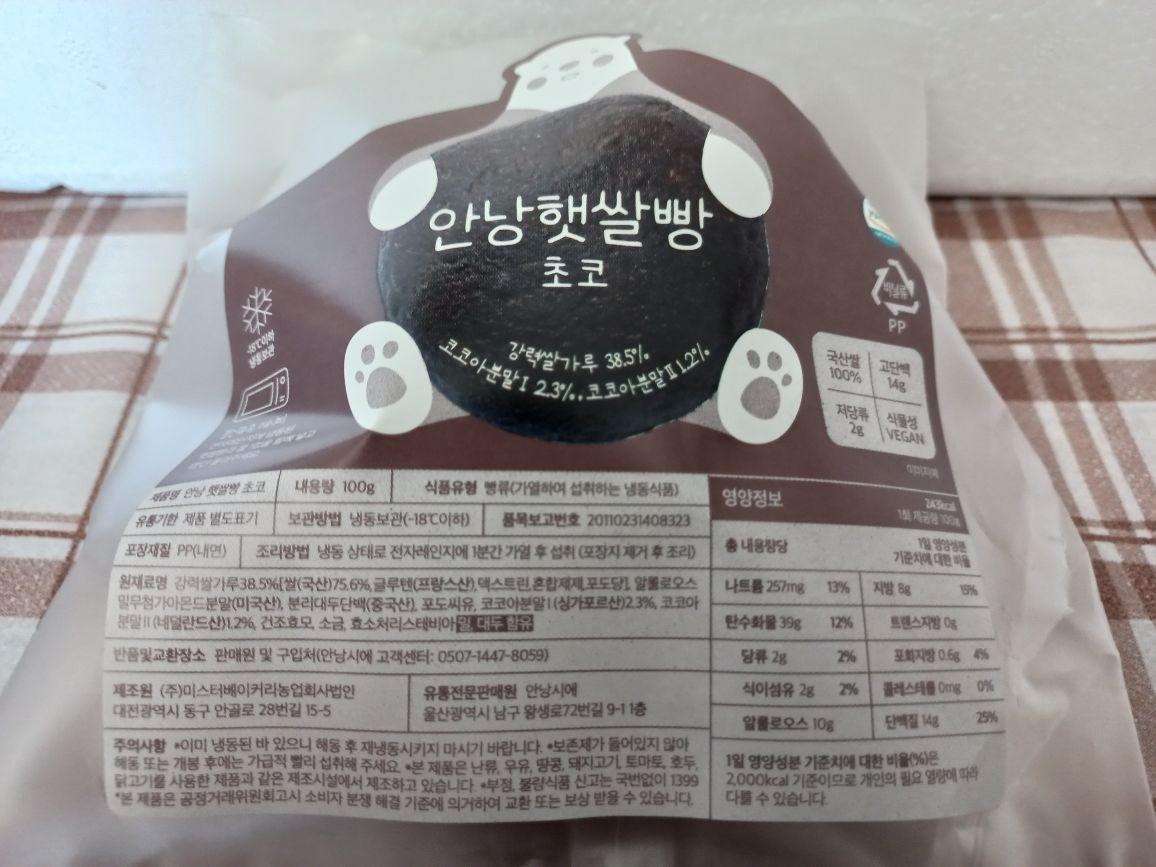 안낭햇쌀빵
초코
강력쌀가루 38.5%
코코아분말Ⅰ 2.3%, 코코아분말Ⅱ 1.2%
-18℃이하
냉동보관
비닐류
PP
국산쌀 100%
고단백 14g
저당류 2g
식물성 VEGAN
제품명 안낭 햇쌀빵 초코
내용량 100g
식품유형 빵류(가열하여 섭취하는 냉동식품)
유통기한 제품 별도표기
보관방법 냉동보관(-18℃이하)
품목보고번호 20110231408323
포장재질 PP(내면)
조리방법 냉동 상태로 전자레인지에 1분간 가열 후 섭취 (포장지 제거 후 조리)
원재료명 강력쌀가루38.5%[쌀(국산)75.6%, 글루텐(프랑스산), 덱스트린, 혼합제제, 포도당], 알룰로오스
밀무첨가아몬드분말(미국산), 분리대두단백(중국산), 포도씨유, 코코아분말Ⅰ(싱가포르산)2.3%, 코코아
분말Ⅱ(네덜란드산)1.2%, 건조효모, 소금, 효소처리스테비아 밀, 대두 함유
반품및교환장소 판매원 및 구입처(안낭시에 고객센터: 0507-1447-8059)
제조원 (주)미스터베이커리농업회사법인
대전광역시 동구 안골로 28번길 15-5
유통전문판매원 안낭시에
울산광역시 남구 왕생로72번길 9-1 1층
주의사항 *이미 냉동된 바 있으니 해동 후 재냉동시키지 마시기 바랍니다. *보존제가 들어있지 않아
해동 또는 개봉 후에는 가급적 빨리 섭취해 주세요. *본 제품은 난류, 우유, 땅콩, 돼지고기, 토마토, 호두,
닭고기를 사용한 제품과 같은 제조시설에서 제조하고 있습니다. *부정, 불량식품 신고는 국번없이 1399
*본 제품은 공정거래위원회고시 소비자 분쟁 해결 기준에 의거하여 교환 또는 보상 받을 수 있습니다.
영양정보
243kcal
1회 제공량 100g
총 내용량당
1일 영양성분
기준치에 대한 비율
나트륨 257mg 13%
지방 8g 15%
탄수화물 39g 12%
트랜스지방 0g
당류 2g 2%
포화지방 0.6g 4%
식이섬유 2g 2%
콜레스테롤 0mg 0%
알룰로오스 10g
단백질 14g 25%
1일 영양성분 기준치에 대한 비율(%)은
2,000kcal 기준이므로 개인의 필요 열량에 따라
다를 수 있습니다.